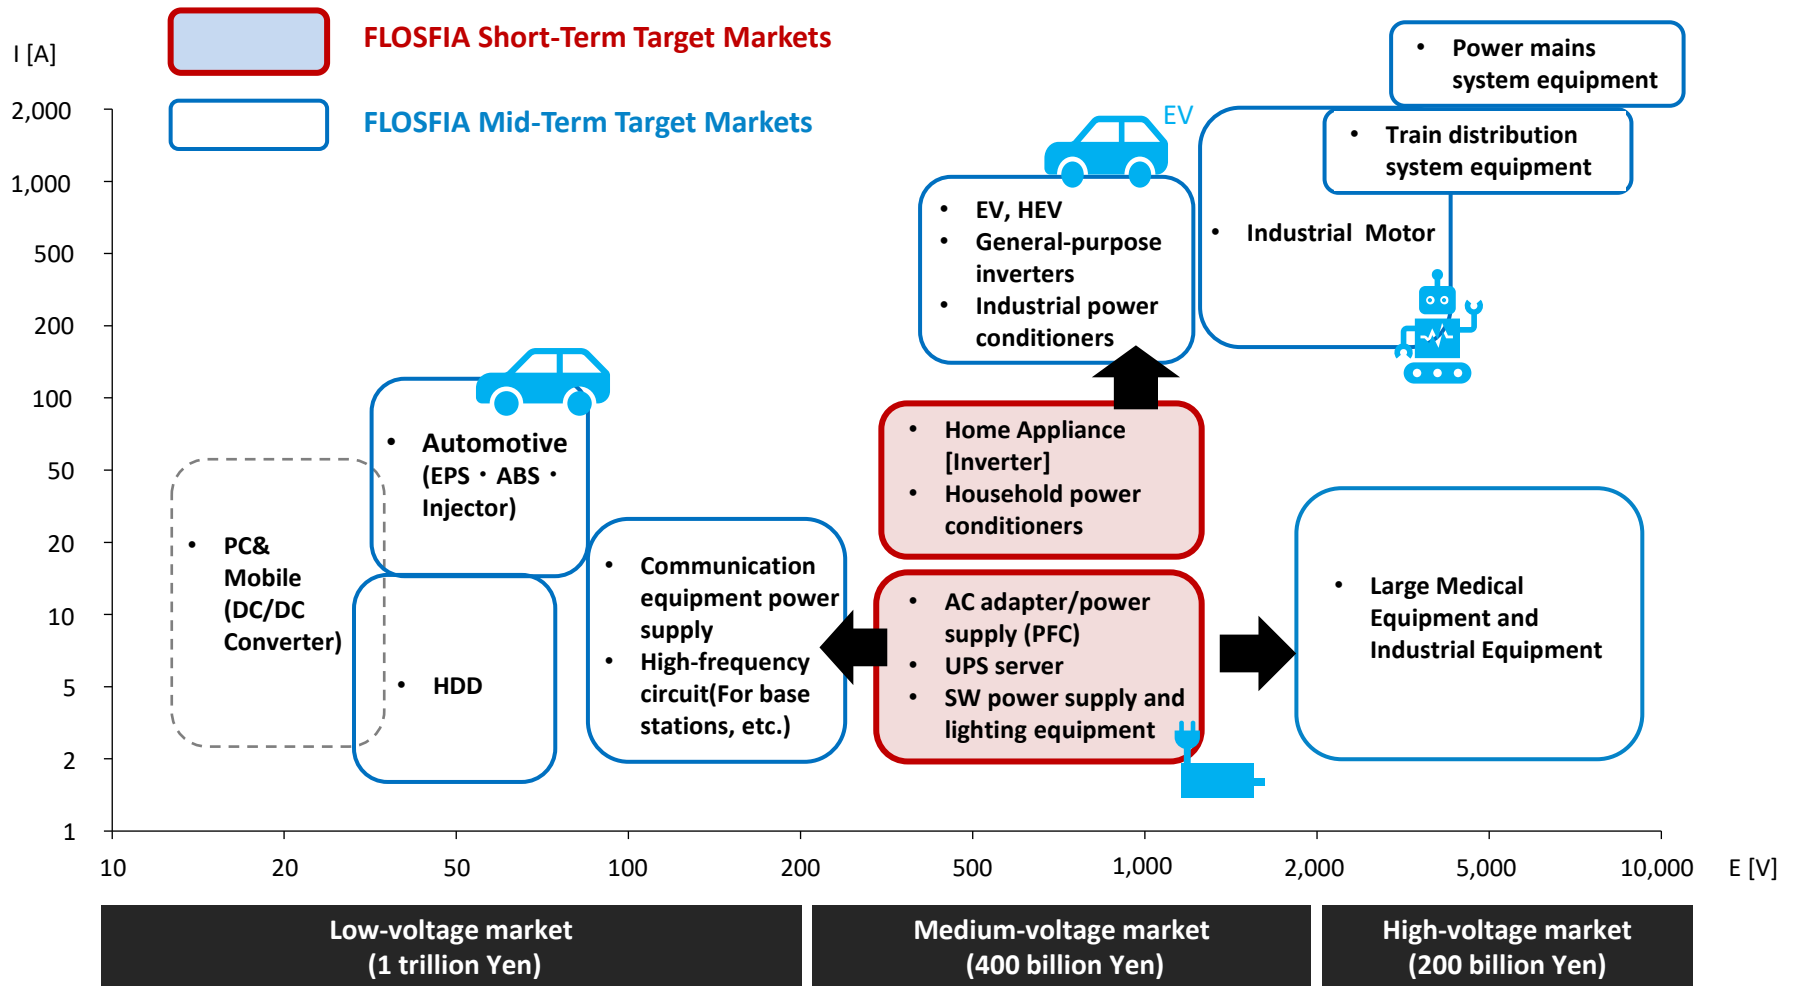 I [A]
FLOSFIA Short-Term Target Markets
FLOSFIA Mid-Term Target Markets
2,000
1,000
500
200
100
50
20
10
5
2
1
• Power mains
system equipment
• Train distribution
system equipment
EV
• EV, HEV
• General-purpose
inverters
• Industrial power
conditioners
• Industrial Motor
• Automotive
(EPS・ABS・
Injector)
• Home Appliance
[Inverter]
• Household power
conditioners
• PC&
Mobile
(DC/DC
Converter)
• HDD
• Communication
equipment power
supply
• High-frequency
circuit(For base
stations, etc.)
• AC adapter/power
supply (PFC)
• UPS server
• SW power supply and
lighting equipment
• Large Medical
Equipment and
Industrial Equipment
10 20 50 100 200 500 1,000 2,000 5,000 10,000 E [V]
Low-voltage market
(1 trillion Yen)
Medium-voltage market
(400 billion Yen)
High-voltage market
(200 billion Yen)